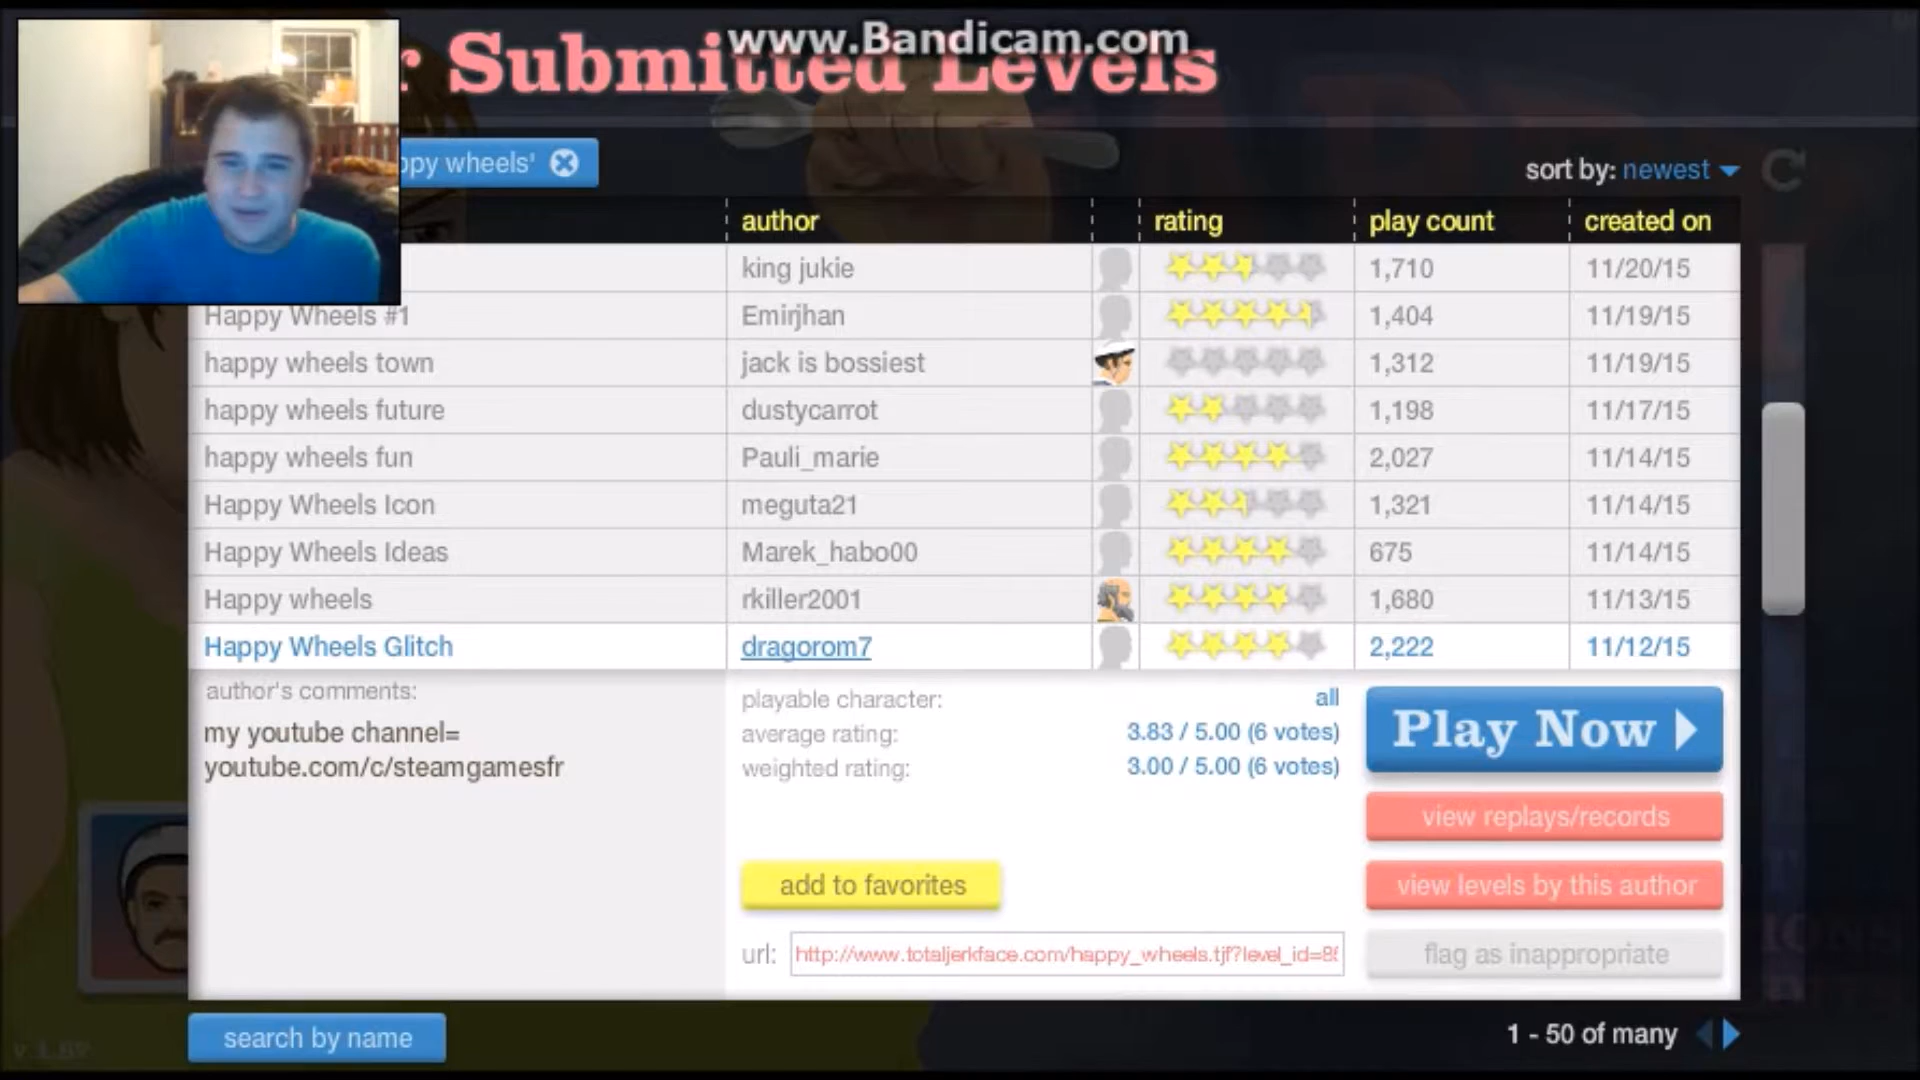 www.Bandicam.com
r Submitted Levels
ppy wheels'
sort by: newest
author rating play count created on
king jukie 1,710 11/20/15
Happy Wheels #1 Emirjhan 1,404 11/19/15
happy wheels town jack is bossiest 1,312 11/19/15
happy wheels future dustycarrot 1,198 11/17/15
happy wheels fun Pauli_marie 2,027 11/14/15
Happy Wheels Icon meguta21 1,321 11/14/15
Happy Wheels Ideas Marek_habo00 675 11/14/15
Happy wheels rkiller2001 1,680 11/13/15
Happy Wheels Glitch dragorom7 2,222 11/12/15
author's comments:
my youtube channel=
youtube.com/c/steamgamesfr
playable character: all
average rating: 3.83 / 5.00 (6 votes)
weighted rating: 3.00 / 5.00 (6 votes)
Play Now
view replays/records
add to favorites
view levels by this author
url: http://www.totaljerkface.com/happy_wheels.tjf?level_id=8
flag as inappropriate
search by name
1 - 50 of many